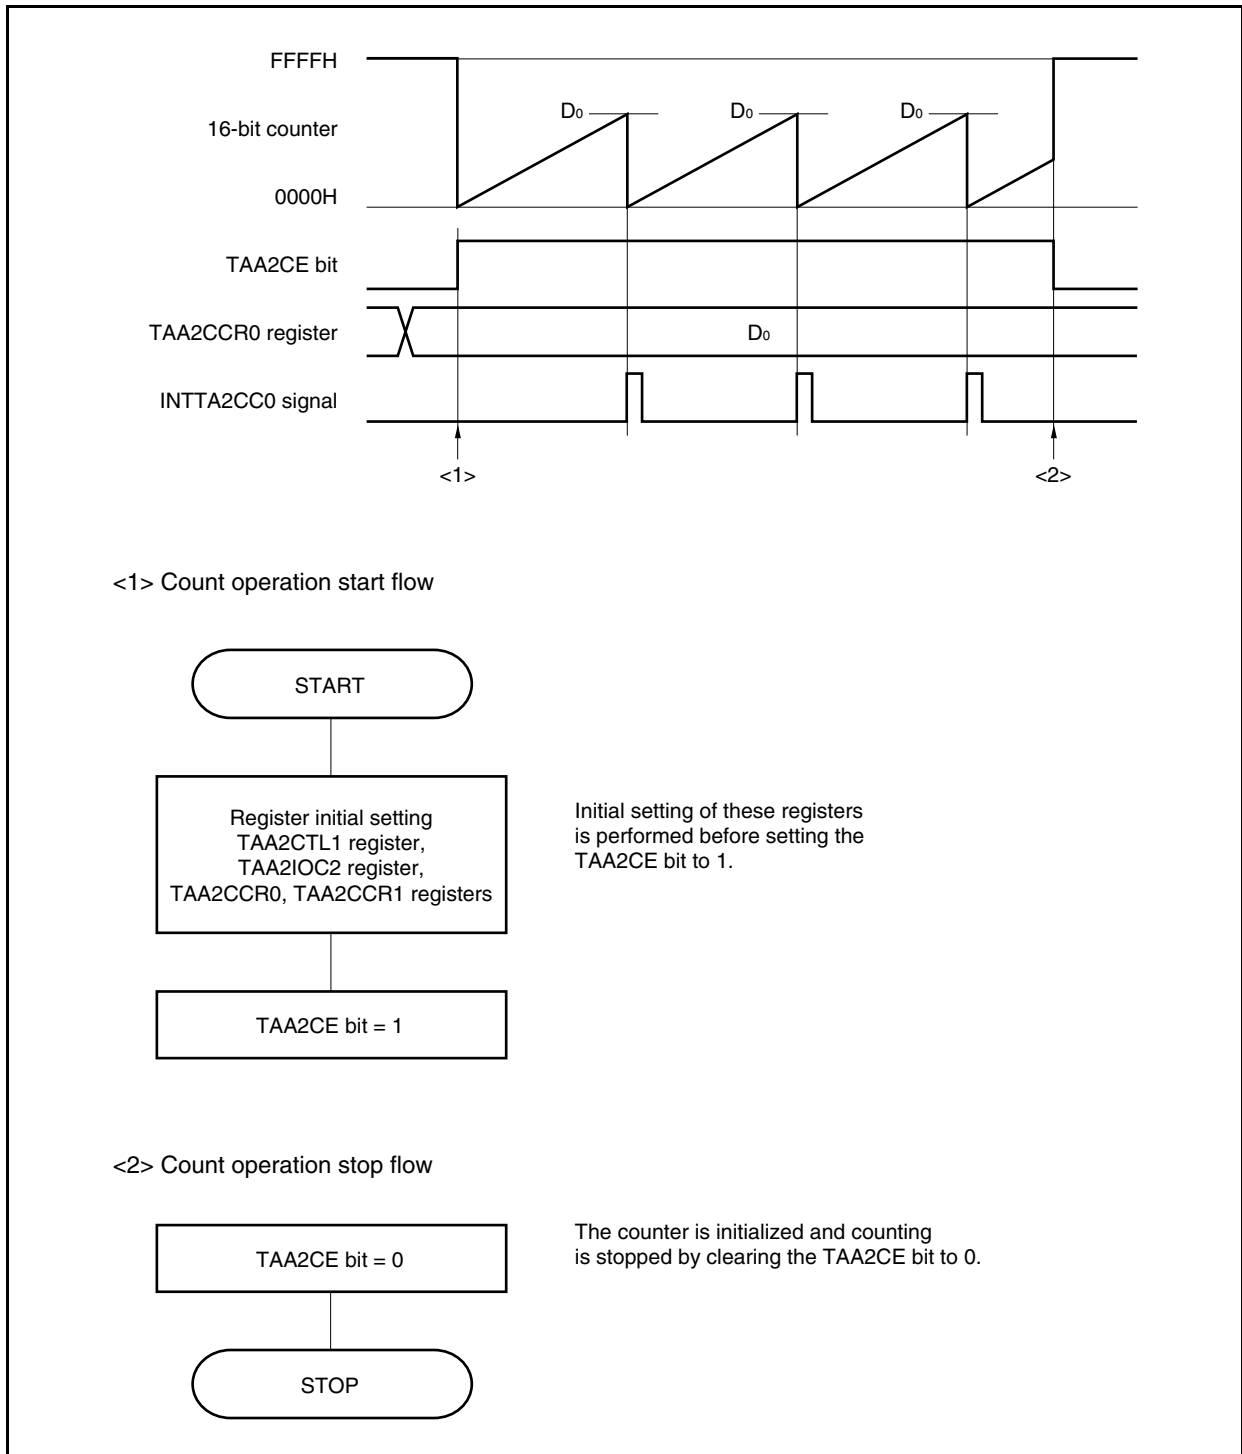 FFFFH
D0 D0 D0
16-bit counter
0000H
TAA2CE bit
TAA2CCR0 register D0
INTTA2CC0 signal
<1> <2>
<1> Count operation start flow
START
Register initial setting
TAA2CTL1 register,
TAA2IOC2 register,
TAA2CCR0, TAA2CCR1 registers
Initial setting of these registers
is performed before setting the
TAA2CE bit to 1.
TAA2CE bit = 1
<2> Count operation stop flow
TAA2CE bit = 0
The counter is initialized and counting
is stopped by clearing the TAA2CE bit to 0.
STOP